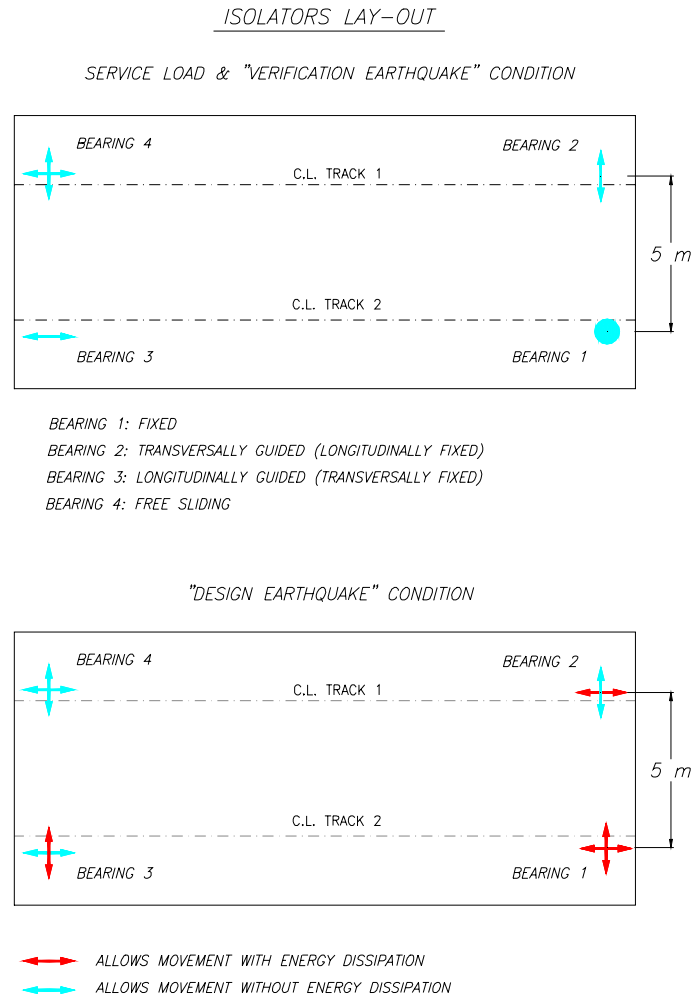 ISOLATORS LAY-OUT
SERVICE LOAD & "VERIFICATION EARTHQUAKE" CONDITION
BEARING 4
BEARING 2
C.L. TRACK 1
5 m
C.L. TRACK 2
BEARING 3
BEARING 1
BEARING 1: FIXED
BEARING 2: TRANSVERSALLY GUIDED (LONGITUDINALLY FIXED)
BEARING 3: LONGITUDINALLY GUIDED (TRANSVERSALLY FIXED)
BEARING 4: FREE SLIDING
"DESIGN EARTHQUAKE" CONDITION
BEARING 4
BEARING 2
C.L. TRACK 1
5 m
C.L. TRACK 2
BEARING 3
BEARING 1
ALLOWS MOVEMENT WITH ENERGY DISSIPATION
ALLOWS MOVEMENT WITHOUT ENERGY DISSIPATION